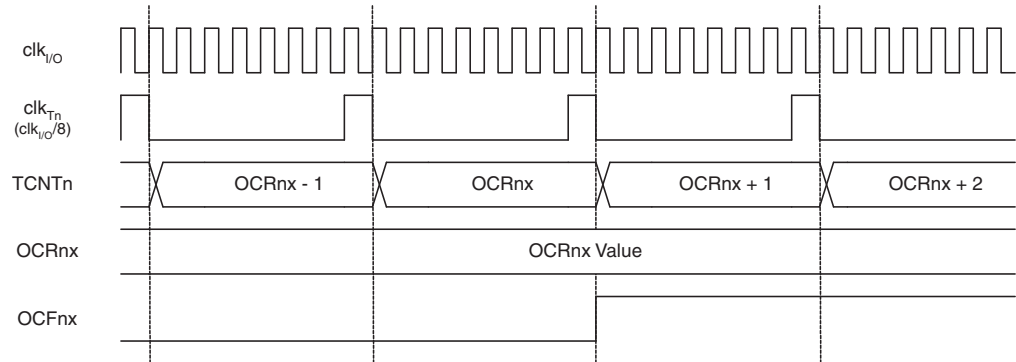 clkI/O
clkTn
(clkI/O/8)
TCNTn
OCRnx - 1
OCRnx
OCRnx + 1
OCRnx + 2
OCRnx
OCRnx Value
OCFnx